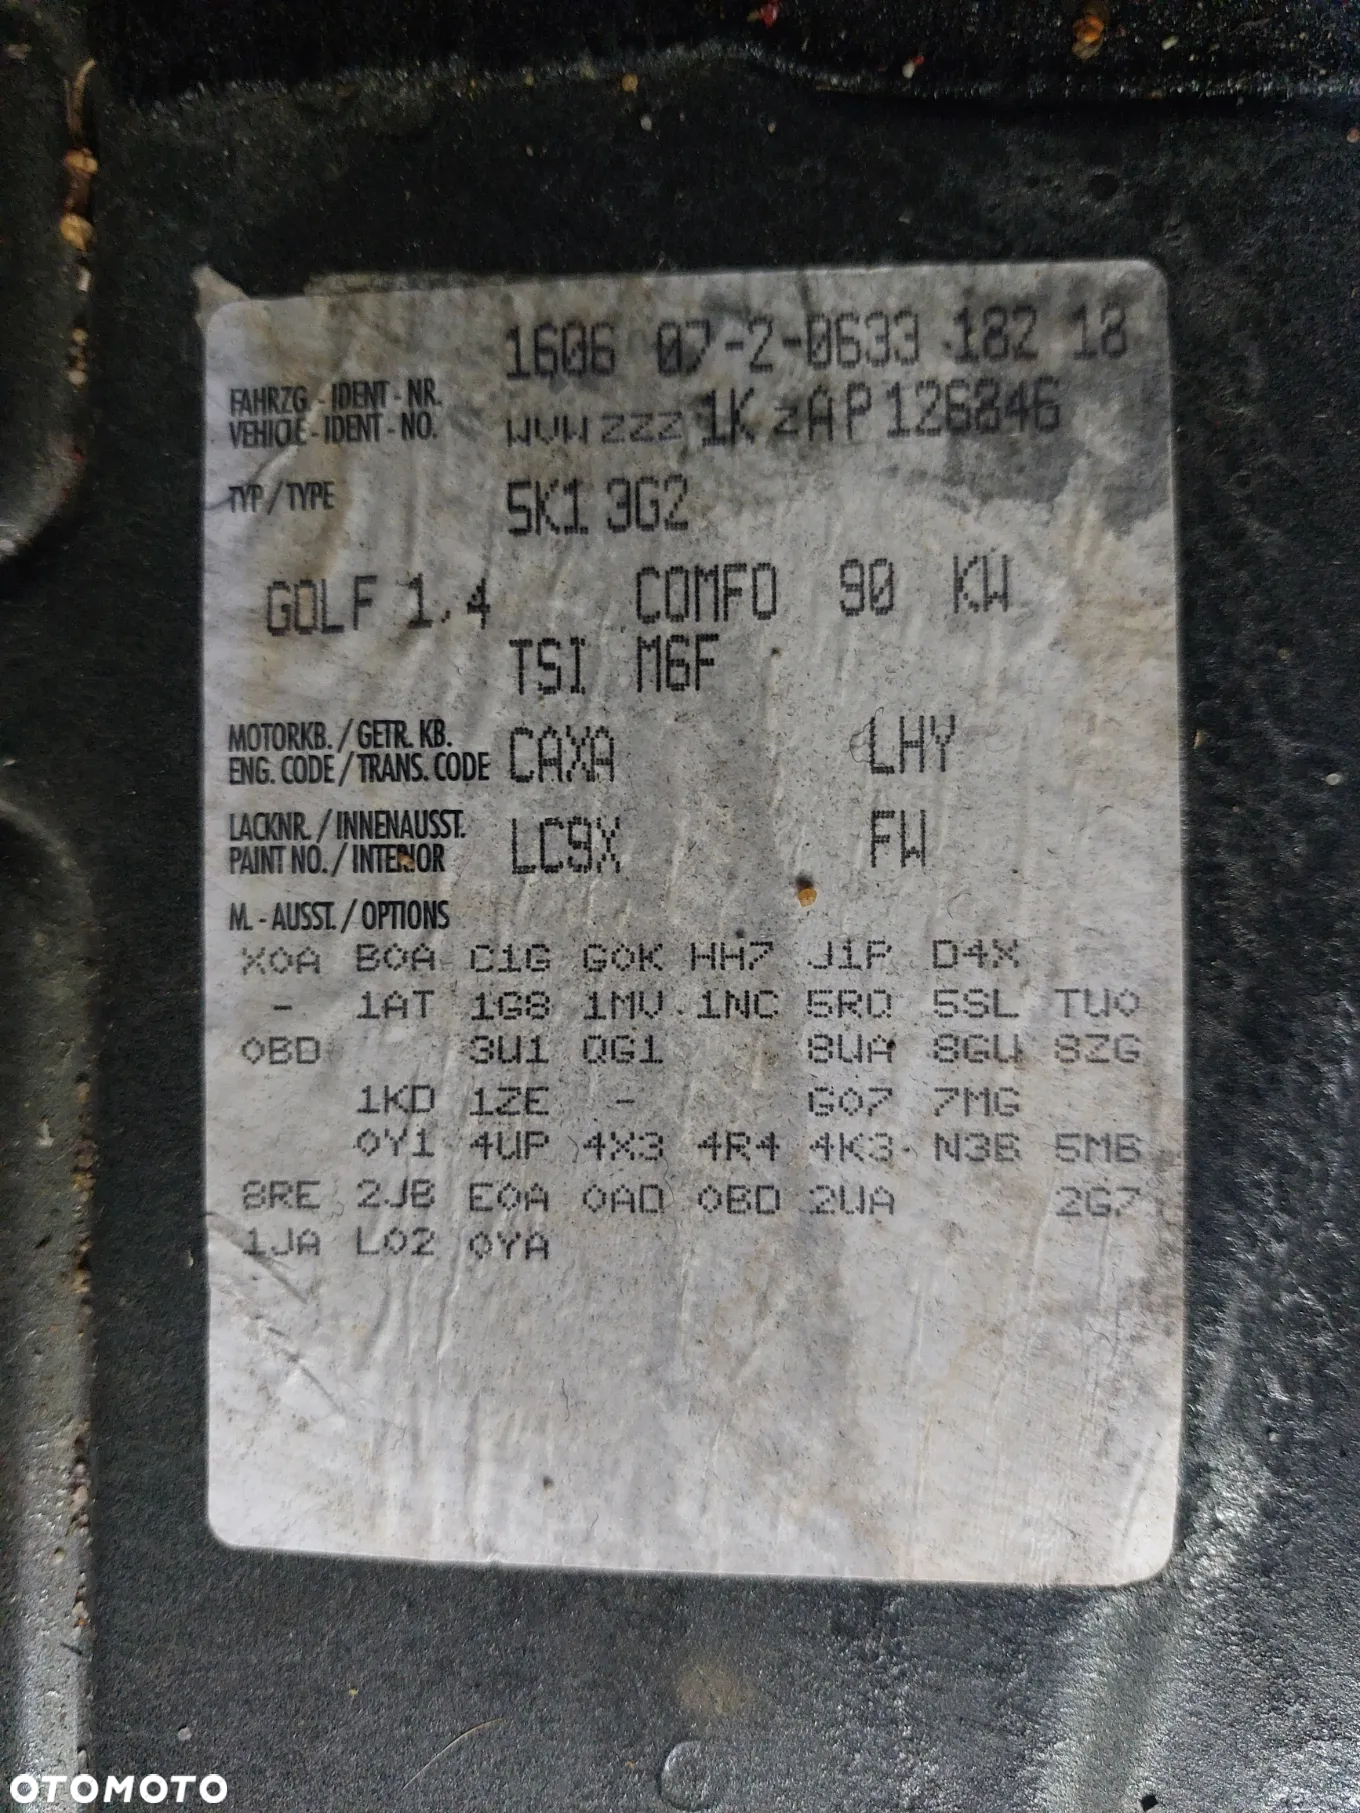 1606 07-2-0633 182 18
FAHRZG. - IDENT - NR.
VEHICLE - IDENT - NO. WVWZZZ1KZAP126846
TYP / TYPE 5K13G2
GOLF 1.4 COMFO 90 KW
TSI M6F
MOTORKB. / GETR. KB.
ENG. CODE / TRANS. CODE CAXA LHY
LACKNR. / INNENAUSST.
PAINT NO. / INTERIOR LC9X FW
M. - AUSST. / OPTIONS
X0A B0A C1G G0K HH7 J1P D4X
- 1AT 1G8 1MV 1NC 5RQ 5SL TU0
0BD 3U1 QG1 8WA 8GU 8ZG
1KD 1ZE - G07 7MG
0Y1 4UP 4X3 4R4 4K3 N3B 5MB
8RE 2JB E0A 0AD 0BD 2WA 2G7
1JA L02 0YA
OTOMOTO